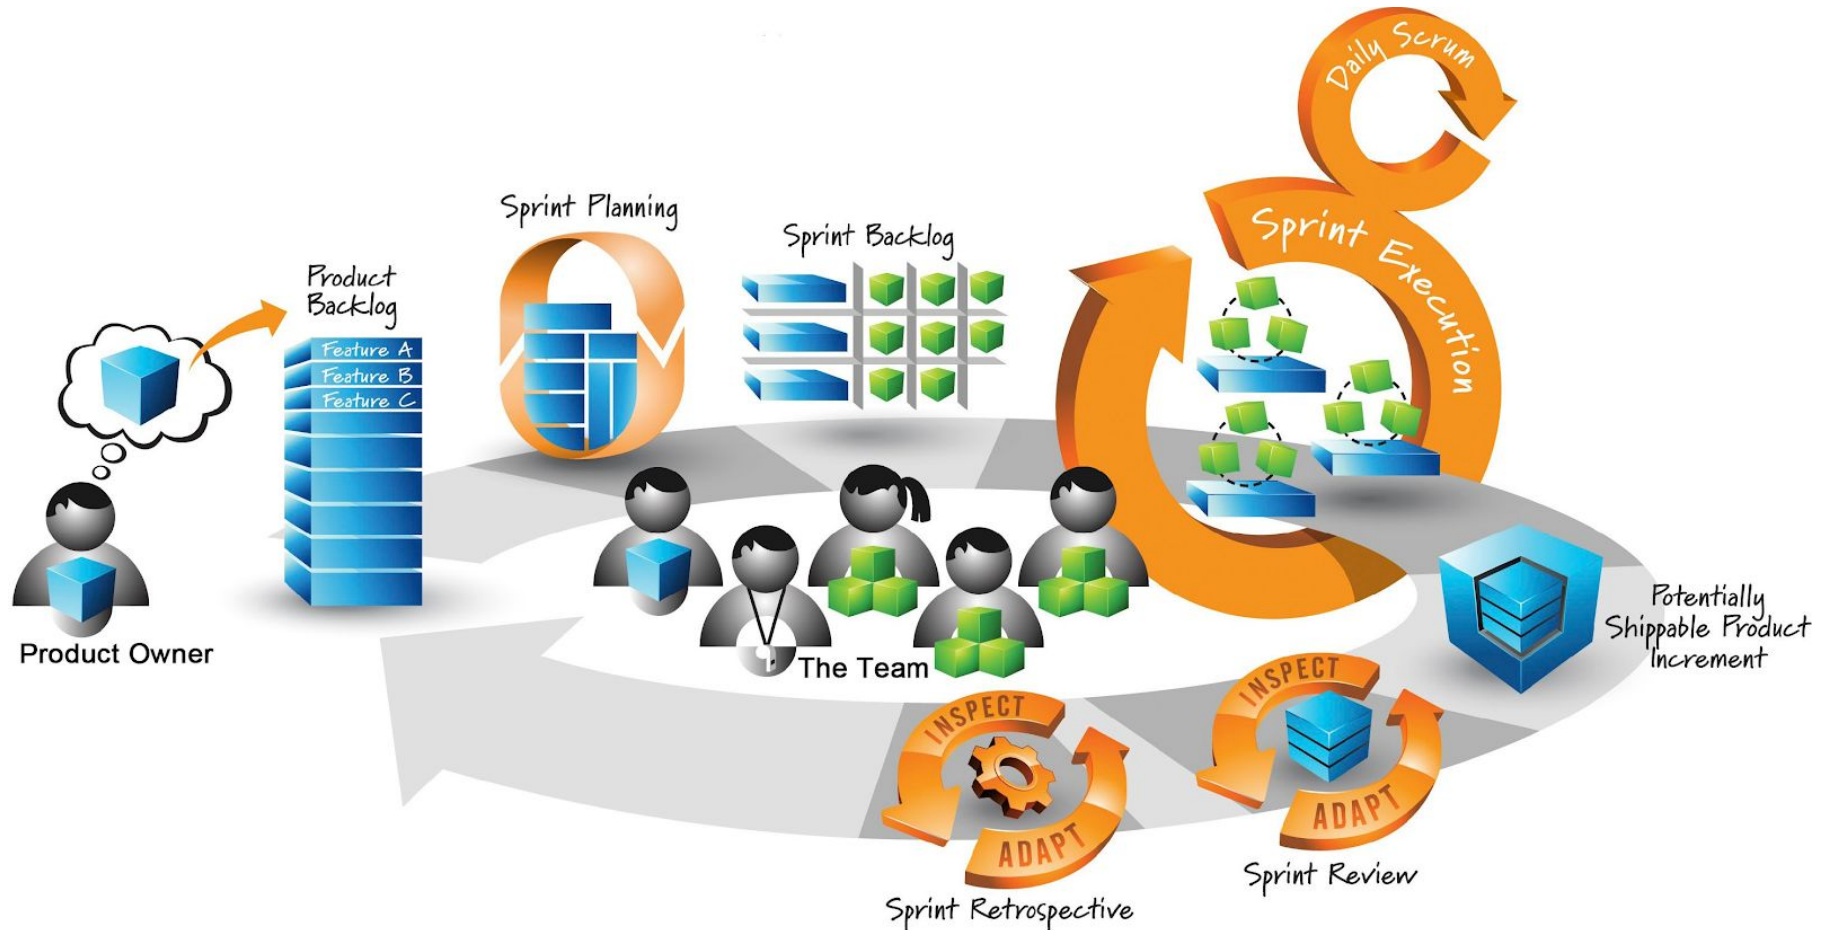 Daily Scrum
Sprint Planning
Sprint Backlog
Sprint Execution
Product
Backlog
Feature A
Feature B
Feature C
Product Owner
The Team
Potentially
Shippable Product
Increment
INSPECT
ADAPT
Sprint Review
INSPECT
ADAPT
Sprint Retrospective